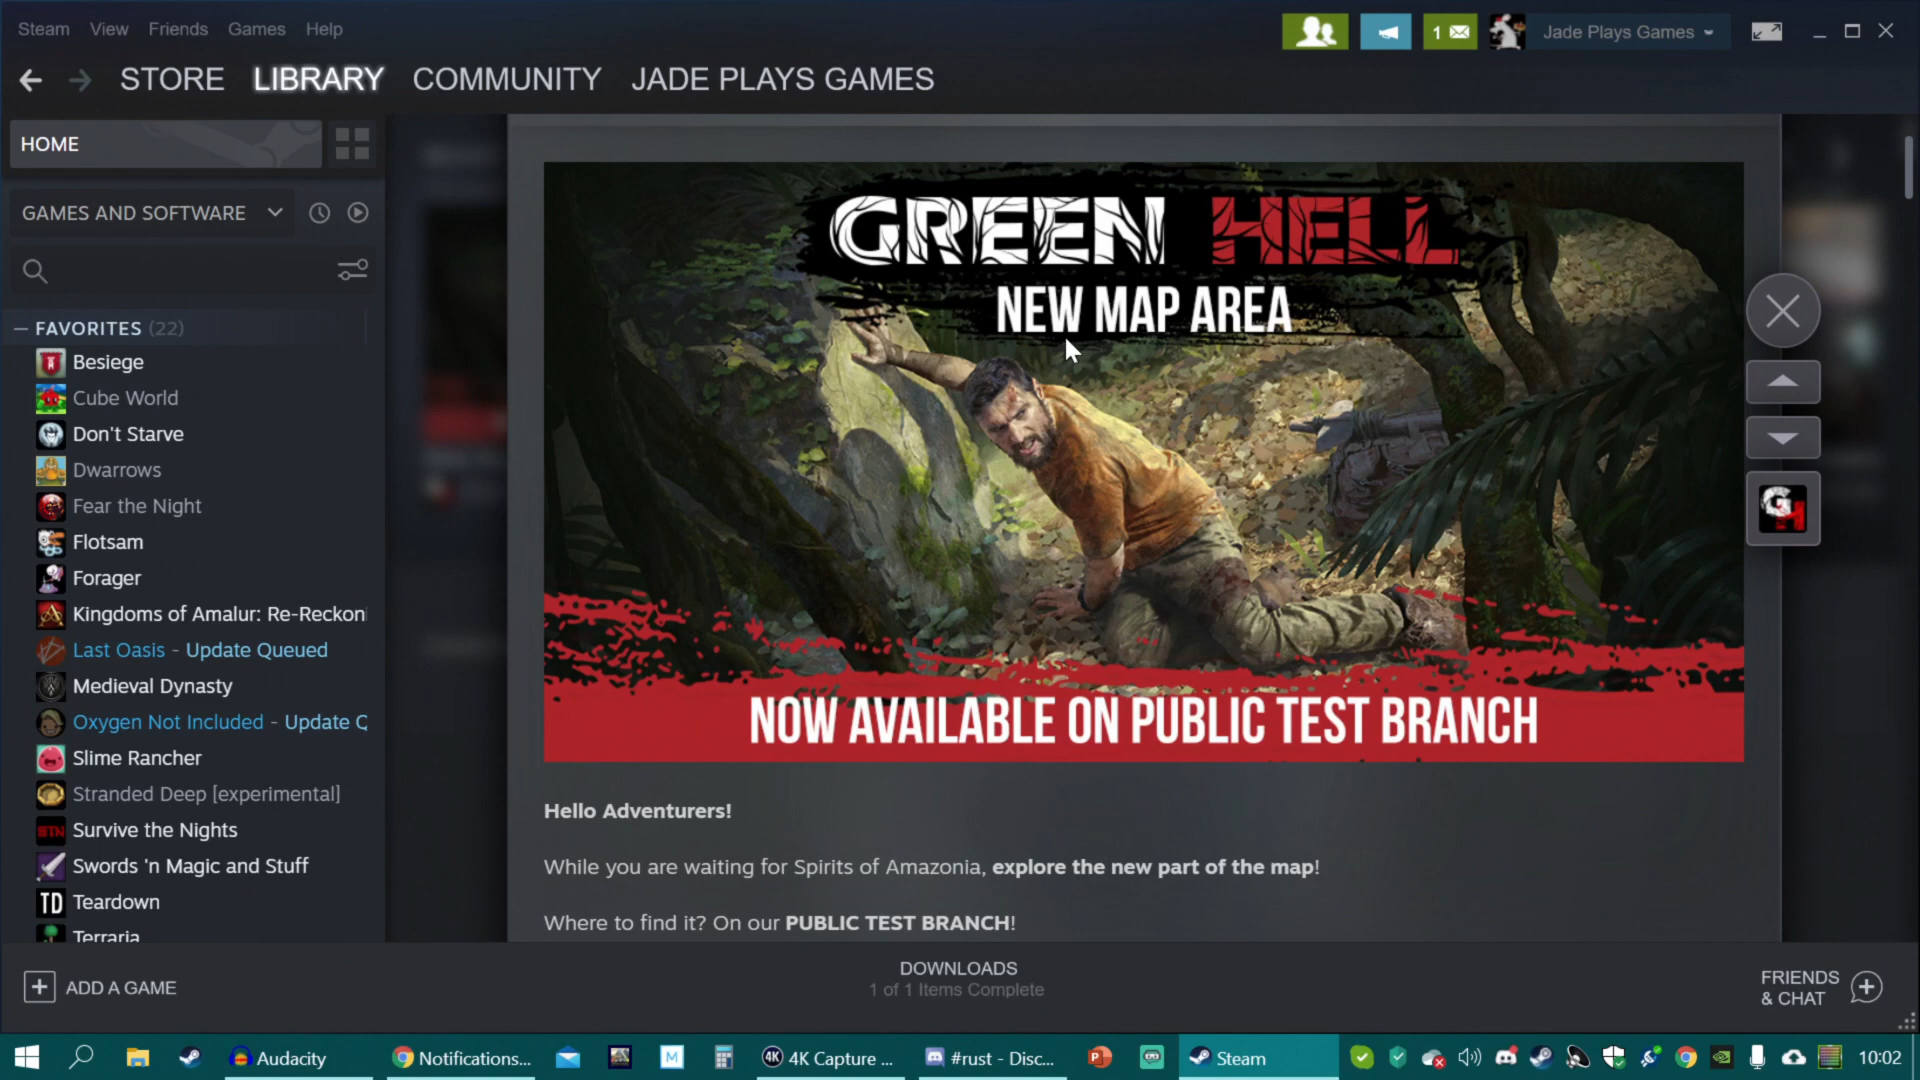 Steam View Friends Games Help
1
Jade Plays Games
STORE LIBRARY COMMUNITY JADE PLAYS GAMES
HOME
GAMES AND SOFTWARE
FAVORITES (22)
Besiege
Cube World
Don't Starve
Dwarrows
Fear the Night
Flotsam
Forager
Kingdoms of Amalur: Re-Reckoni
Last Oasis - Update Queued
Medieval Dynasty
Oxygen Not Included - Update Q
Slime Rancher
Stranded Deep [experimental]
STN Survive the Nights
Swords 'n Magic and Stuff
TD Teardown
Terraria
GREEN HELL
NEW MAP AREA
NOW AVAILABLE ON PUBLIC TEST BRANCH
GH
Hello Adventurers!
While you are waiting for Spirits of Amazonia, explore the new part of the map!
Where to find it? On our PUBLIC TEST BRANCH!
ADD A GAME
DOWNLOADS
1 of 1 Items Complete
FRIENDS
& CHAT
Audacity
Notifications...
M
4K
4K Capture ...
#rust - Disc...
P
Steam
10:02